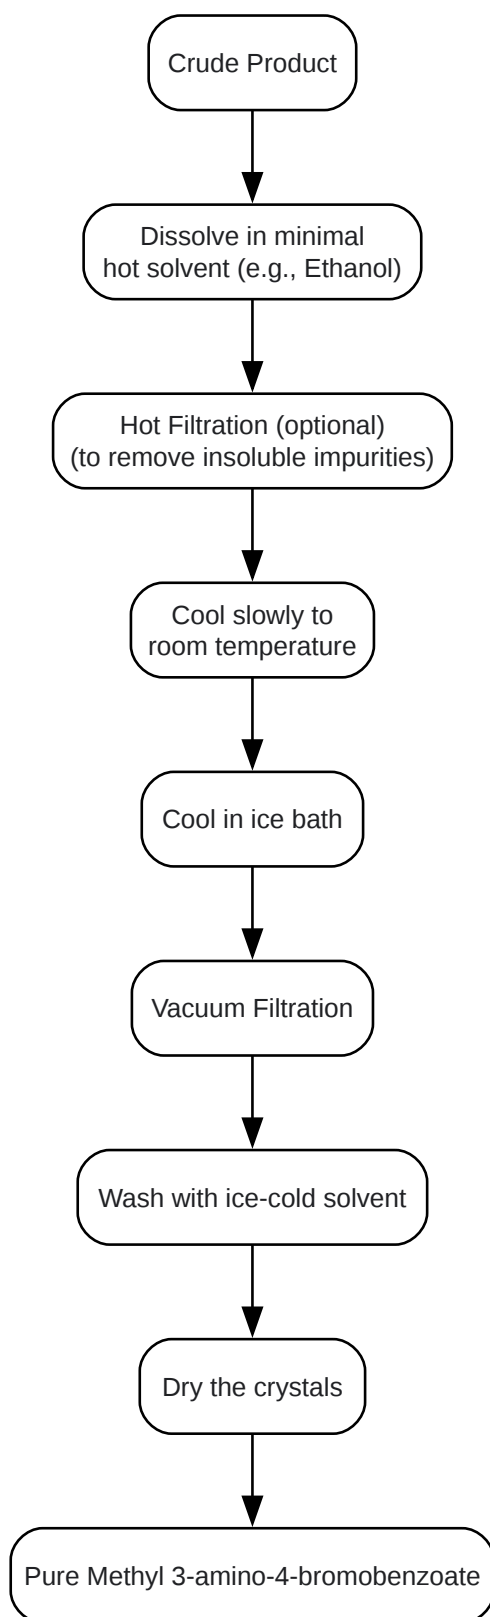 Crude Product
Dissolve in minimal
hot solvent (e.g., Ethanol)
Hot Filtration (optional)
(to remove insoluble impurities)
Cool slowly to
room temperature
Cool in ice bath
Vacuum Filtration
Wash with ice-cold solvent
Dry the crystals
Pure Methyl 3-amino-4-bromobenzoate